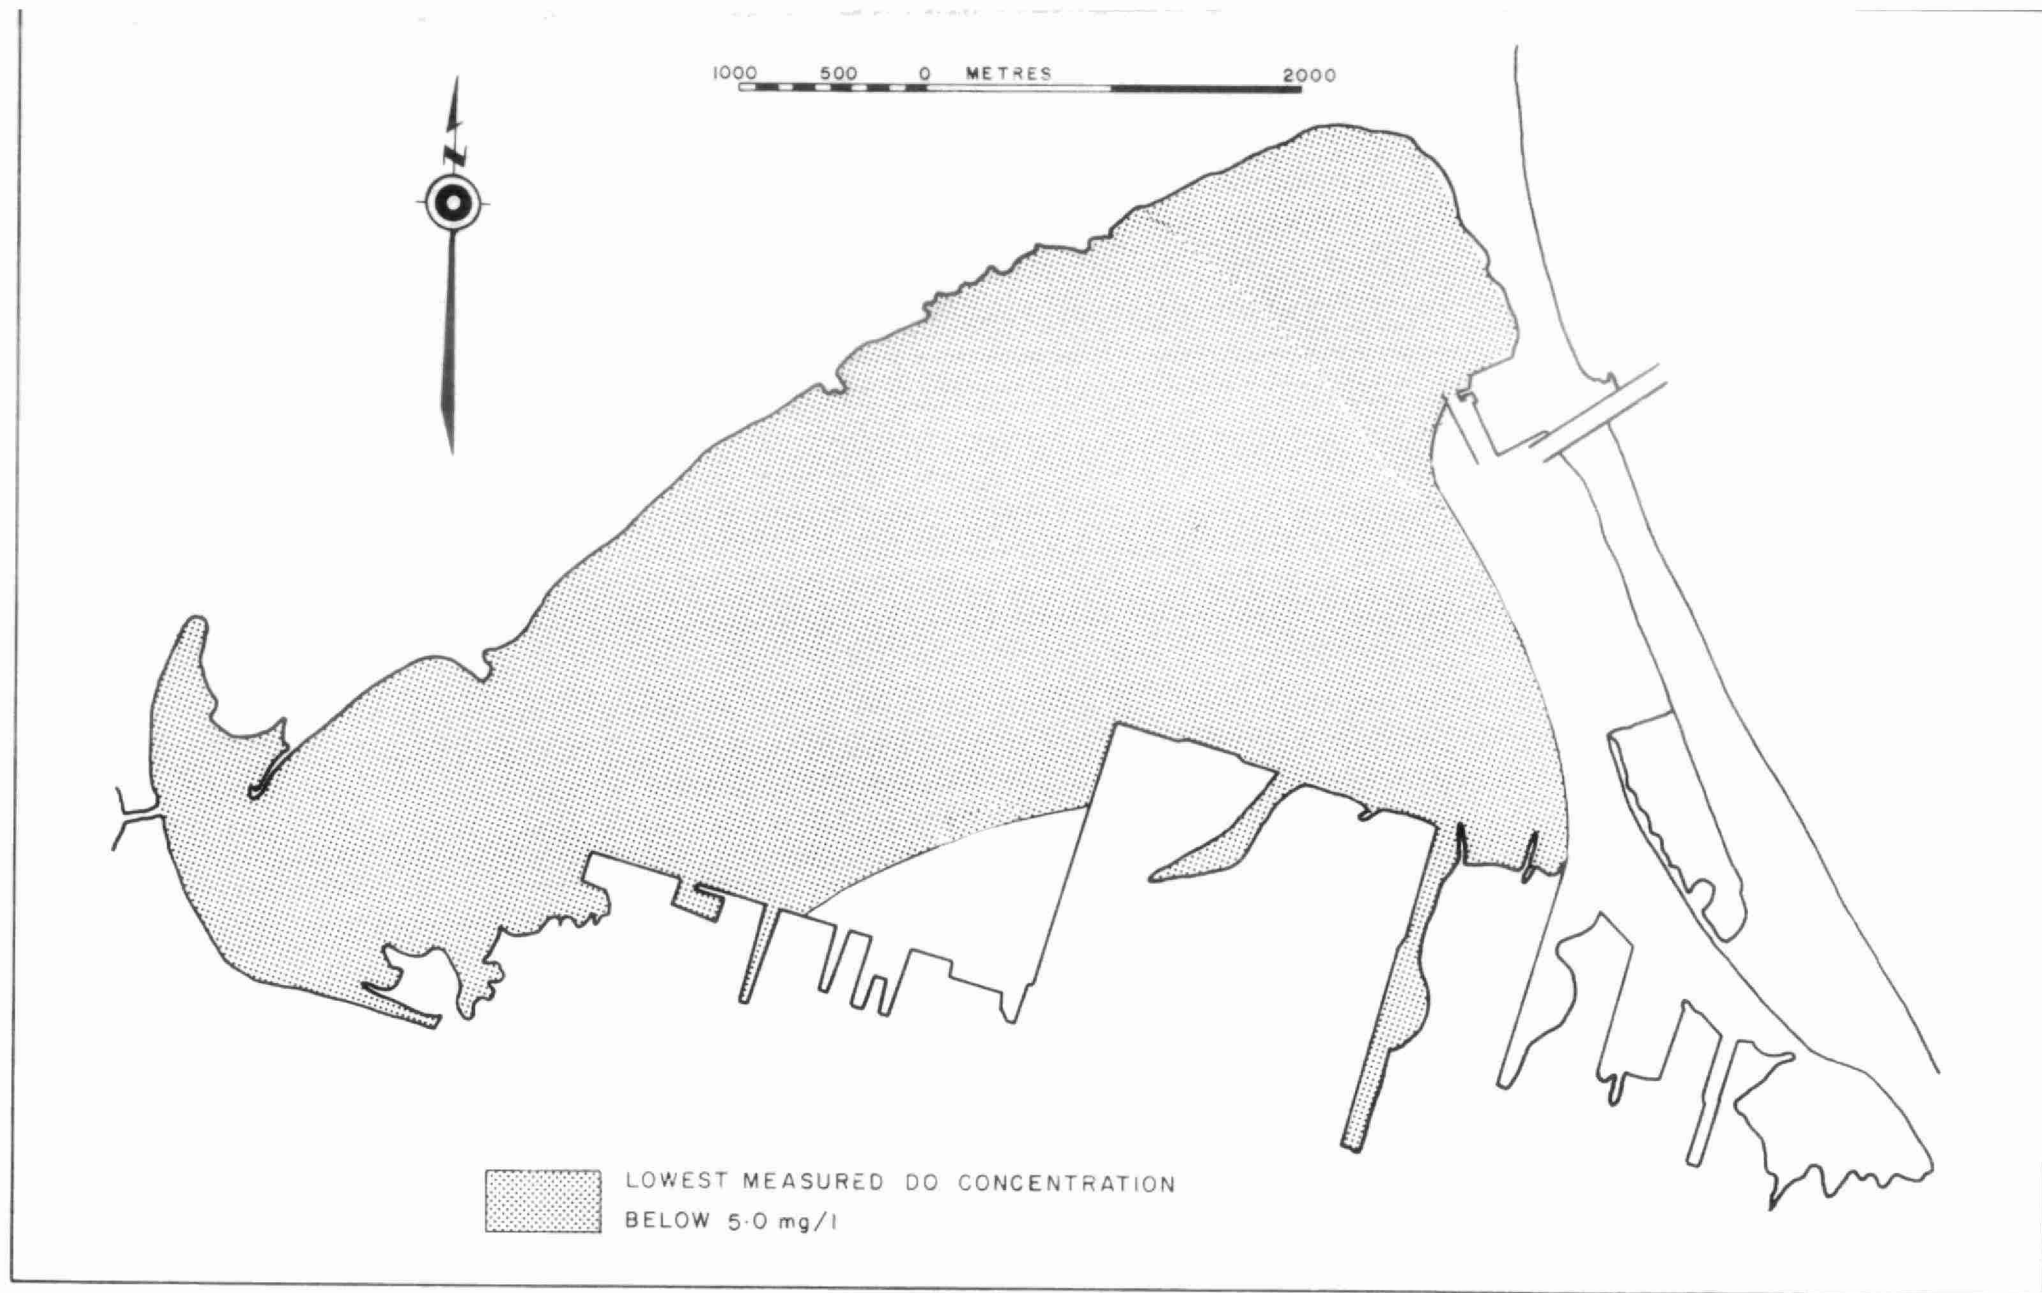 1000 500 0 METRES 2000
N
LOWEST MEASURED DO CONCENTRATION
BELOW 5·0 mg/l